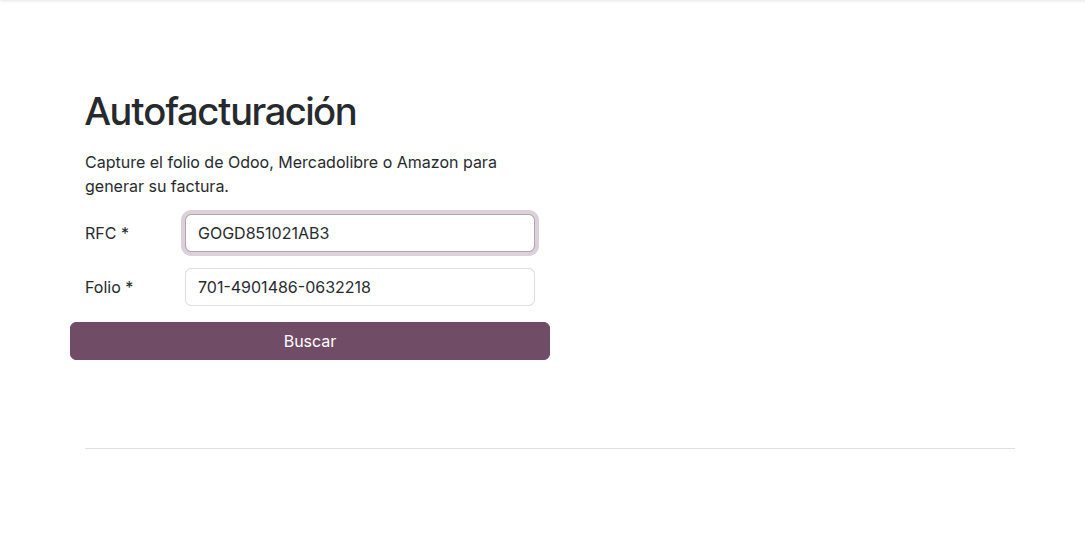 Autofacturación
Capture el folio de Odoo, Mercadolibre o Amazon para
generar su factura.
RFC * GOGD851021AB3
Folio * 701-4901486-0632218
Buscar